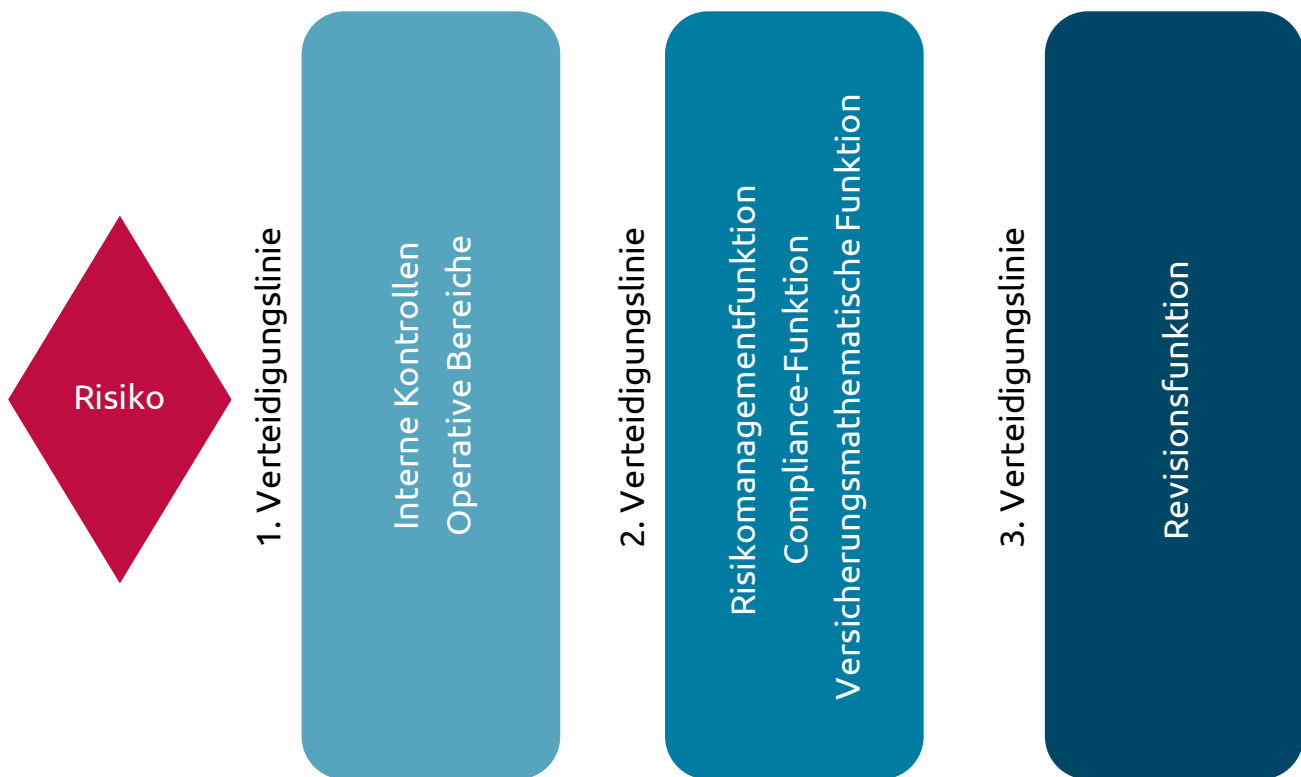 Risiko
1. Verteidigungslinie
Interne Kontrollen
Operative Bereiche
2. Verteidigungslinie
Risikomanagementfunktion
Compliance-Funktion
Versicherungsmathematische Funktion
3. Verteidigungslinie
Revisionsfunktion